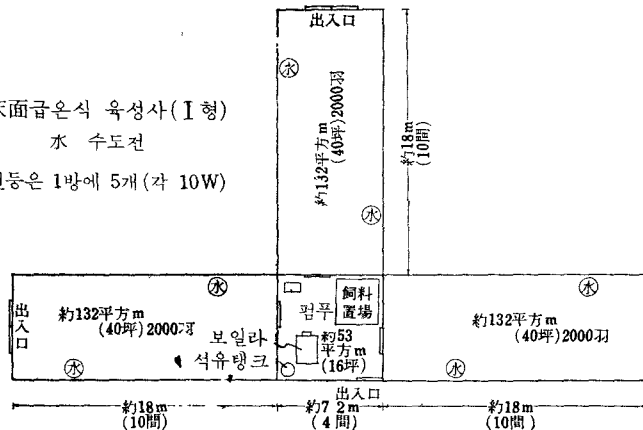 出入口
水
面급온식 육성사(I형)
水 수도전
등은 1방에 5개(각 10W)
約132平方m
(40坪)2000羽
約18m
(10間)
水
水
水
出入口
約132平方m
(40坪)2000羽
펌푸
飼料
置場
約132平方m
(40坪)2000羽
보일라
석유탱크
約53
平方m
(16坪)
水
水
出入口
約18m
(10間)
約7 2m
(4間)
約18m
(10間)